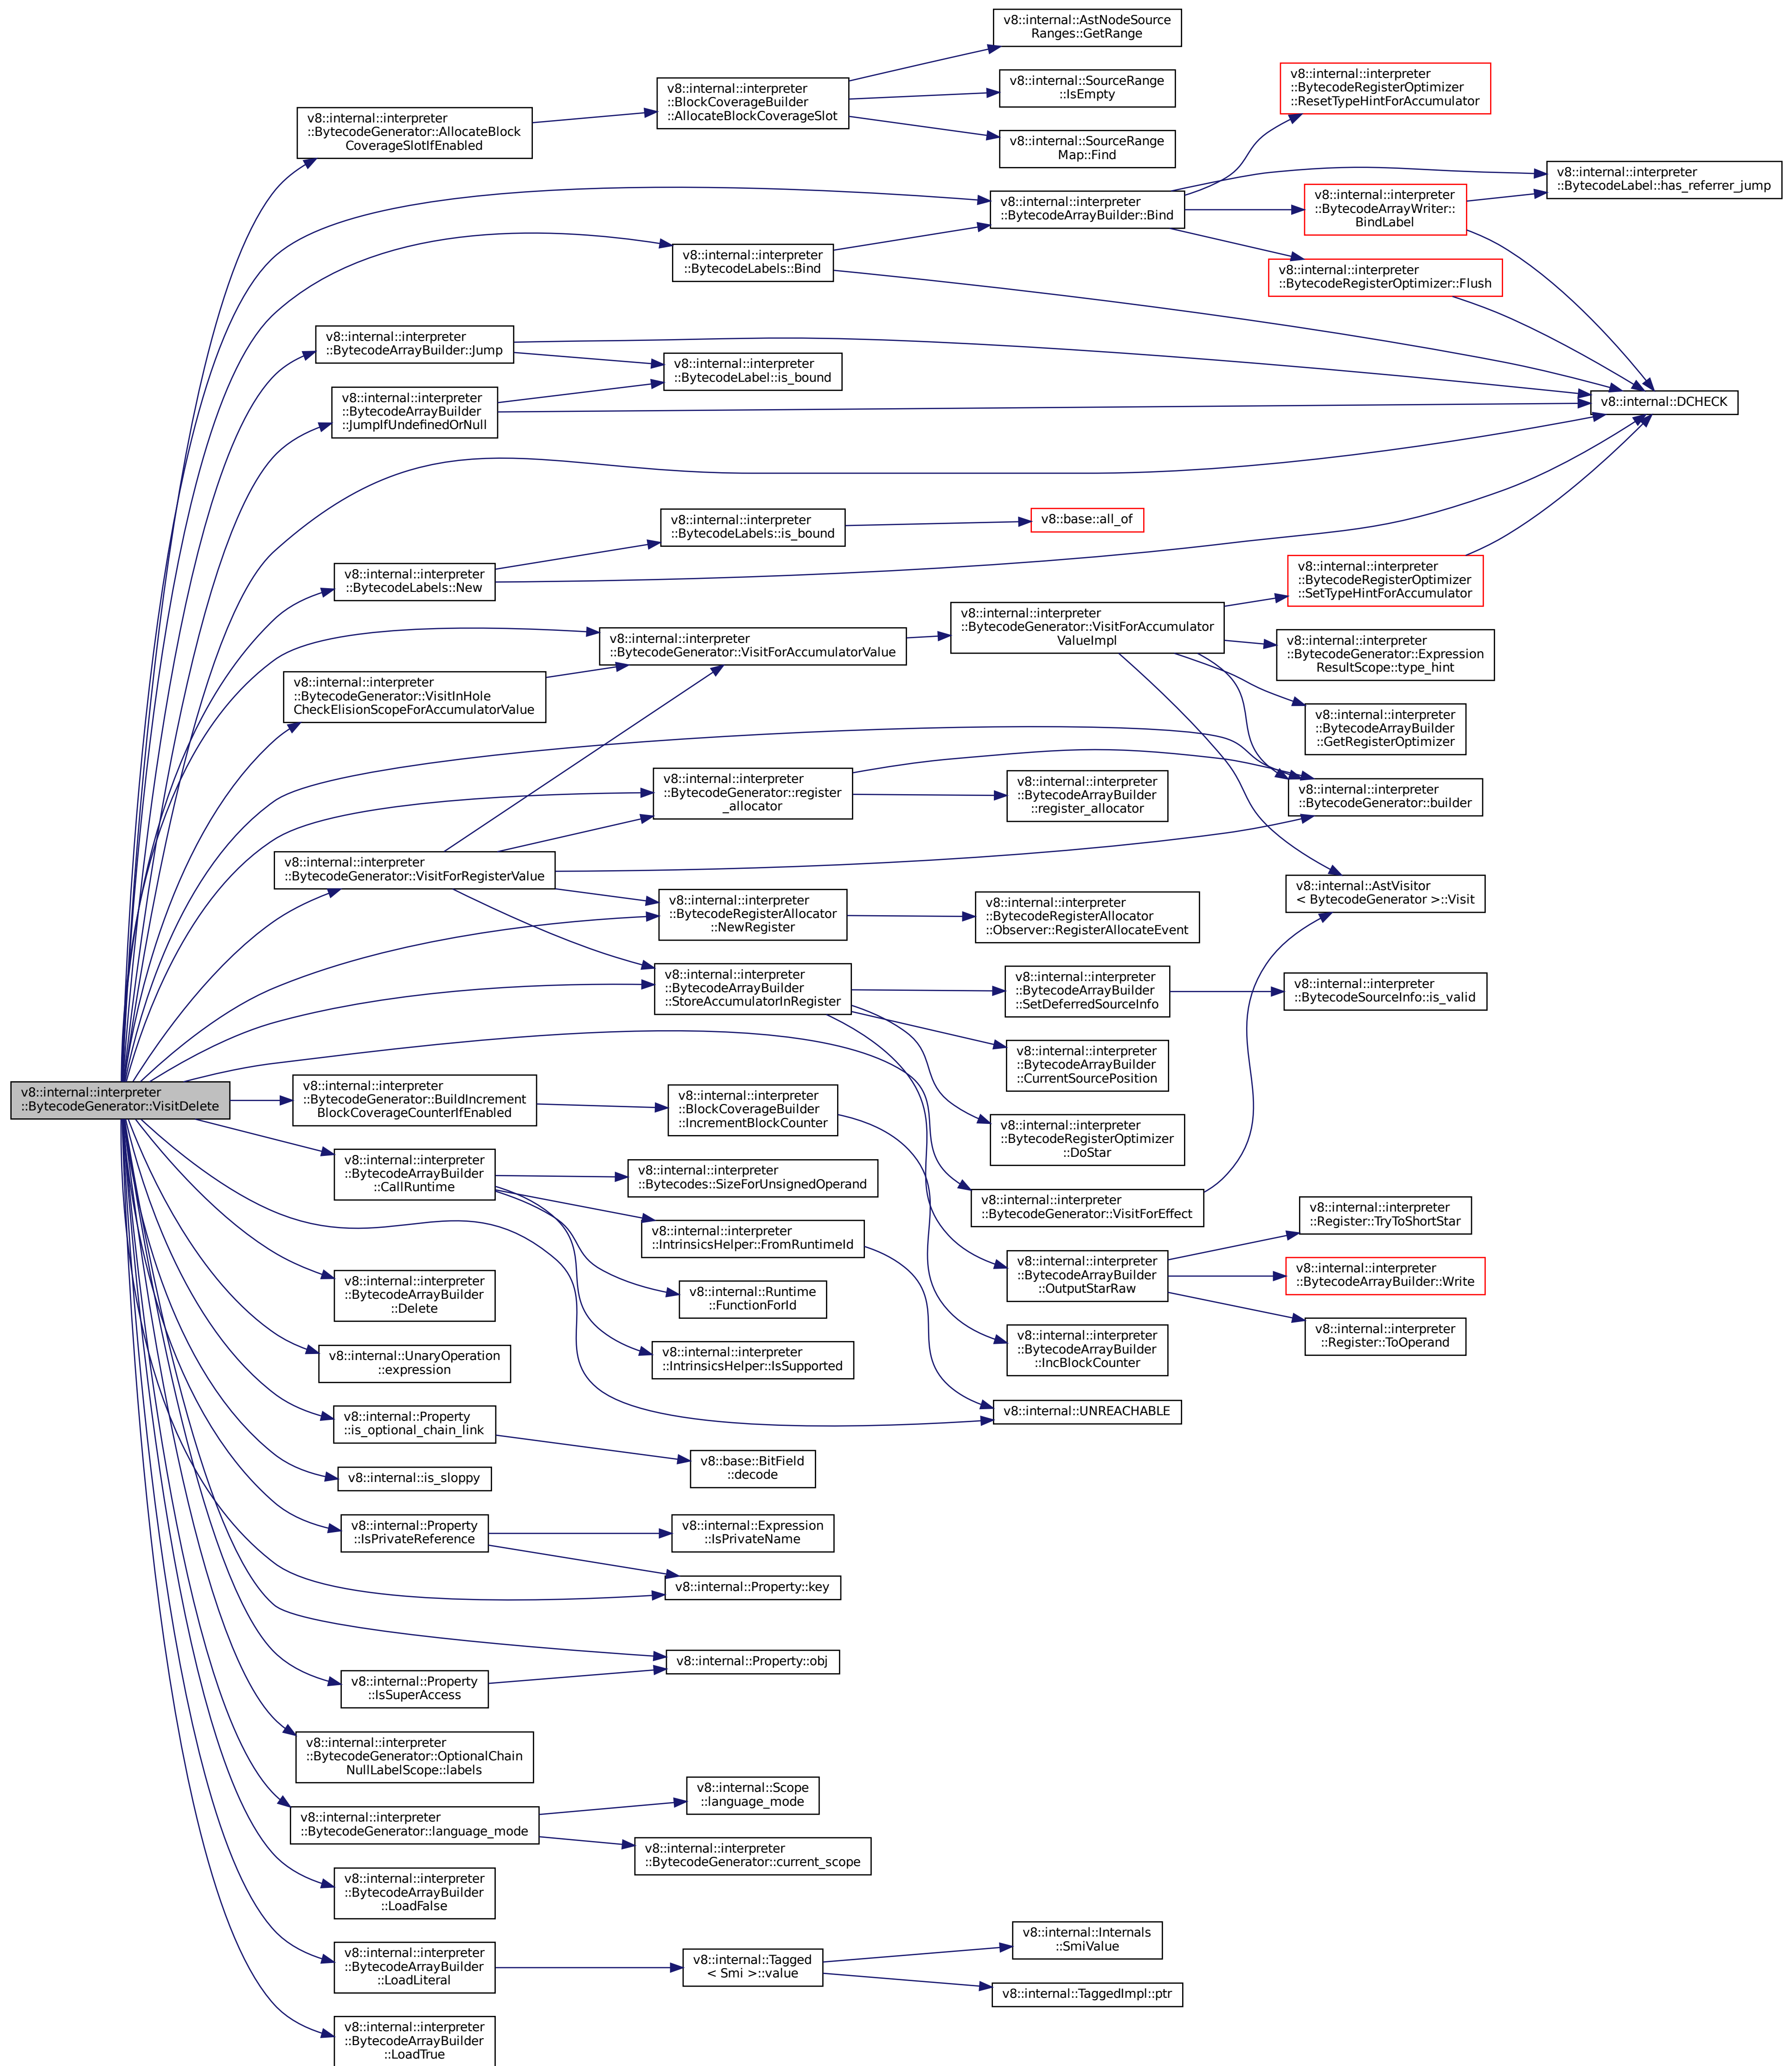 v8::internal::interpreter
::BytecodeGenerator::VisitDelete
v8::internal::interpreter
::BytecodeGenerator::AllocateBlock
CoverageSlotIfEnabled
v8::internal::interpreter
::BlockCoverageBuilder
::AllocateBlockCoverageSlot
v8::internal::AstNodeSource
Ranges::GetRange
v8::internal::SourceRange
::IsEmpty
v8::internal::SourceRange
Map::Find
v8::internal::interpreter
::BytecodeArrayBuilder::Bind
v8::internal::interpreter
::BytecodeRegisterOptimizer
::ResetTypeHintForAccumulator
v8::internal::interpreter
::BytecodeLabel::has_referrer_jump
v8::internal::interpreter
::BytecodeArrayWriter::
BindLabel
v8::internal::interpreter
::BytecodeRegisterOptimizer::Flush
v8::internal::interpreter
::BytecodeLabels::Bind
v8::internal::interpreter
::BytecodeArrayBuilder::Jump
v8::internal::interpreter
::BytecodeLabel::is_bound
v8::internal::interpreter
::BytecodeArrayBuilder
::JumpIfUndefinedOrNull
v8::internal::DCHECK
v8::internal::interpreter
::BytecodeLabels::New
v8::internal::interpreter
::BytecodeLabels::is_bound
v8::base::all_of
v8::internal::interpreter
::BytecodeGenerator::VisitForAccumulatorValue
v8::internal::interpreter
::BytecodeGenerator::VisitForAccumulator
ValueImpl
v8::internal::interpreter
::BytecodeRegisterOptimizer
::SetTypeHintForAccumulator
v8::internal::interpreter
::BytecodeGenerator::Expression
ResultScope::type_hint
v8::internal::interpreter
::BytecodeArrayBuilder
::GetRegisterOptimizer
v8::internal::interpreter
::BytecodeGenerator::VisitInHole
CheckElisionScopeForAccumulatorValue
v8::internal::interpreter
::BytecodeGenerator::register
_allocator
v8::internal::interpreter
::BytecodeArrayBuilder
::register_allocator
v8::internal::interpreter
::BytecodeGenerator::builder
v8::internal::interpreter
::BytecodeGenerator::VisitForRegisterValue
v8::internal::AstVisitor
< BytecodeGenerator >::Visit
v8::internal::interpreter
::BytecodeRegisterAllocator
::NewRegister
v8::internal::interpreter
::BytecodeRegisterAllocator
::Observer::RegisterAllocateEvent
v8::internal::interpreter
::BytecodeArrayBuilder
::StoreAccumulatorInRegister
v8::internal::interpreter
::BytecodeArrayBuilder
::SetDeferredSourceInfo
v8::internal::interpreter
::BytecodeSourceInfo::is_valid
v8::internal::interpreter
::BytecodeArrayBuilder
::CurrentSourcePosition
v8::internal::interpreter
::BytecodeGenerator::BuildIncrement
BlockCoverageCounterIfEnabled
v8::internal::interpreter
::BlockCoverageBuilder
::IncrementBlockCounter
v8::internal::interpreter
::BytecodeRegisterOptimizer
::DoStar
v8::internal::interpreter
::BytecodeArrayBuilder
::CallRuntime
v8::internal::interpreter
::Bytecodes::SizeForUnsignedOperand
v8::internal::interpreter
::BytecodeGenerator::VisitForEffect
v8::internal::interpreter
::IntrinsicsHelper::FromRuntimeId
v8::internal::interpreter
::Register::TryToShortStar
v8::internal::interpreter
::BytecodeArrayBuilder
::OutputStarRaw
v8::internal::interpreter
::BytecodeArrayBuilder::Write
v8::internal::interpreter
::BytecodeArrayBuilder
::Delete
v8::internal::Runtime
::FunctionForId
v8::internal::interpreter
::Register::ToOperand
v8::internal::UnaryOperation
::expression
v8::internal::interpreter
::IntrinsicsHelper::IsSupported
v8::internal::interpreter
::BytecodeArrayBuilder
::IncBlockCounter
v8::internal::UNREACHABLE
v8::internal::Property
::is_optional_chain_link
v8::base::BitField
::decode
v8::internal::is_sloppy
v8::internal::Property
::IsPrivateReference
v8::internal::Expression
::IsPrivateName
v8::internal::Property::key
v8::internal::Property::obj
v8::internal::Property
::IsSuperAccess
v8::internal::interpreter
::BytecodeGenerator::OptionalChain
NullLabelScope::labels
v8::internal::interpreter
::BytecodeGenerator::language_mode
v8::internal::Scope
::language_mode
v8::internal::interpreter
::BytecodeGenerator::current_scope
v8::internal::interpreter
::BytecodeArrayBuilder
::LoadFalse
v8::internal::interpreter
::BytecodeArrayBuilder
::LoadLiteral
v8::internal::Tagged
< Smi >::value
v8::internal::Internals
::SmiValue
v8::internal::TaggedImpl::ptr
v8::internal::interpreter
::BytecodeArrayBuilder
::LoadTrue